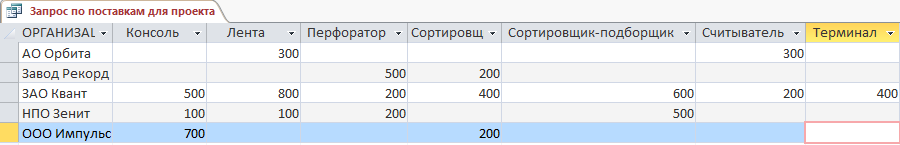 Запрос по поставкам для проекта
ОРГАНИЗАЦ Консоль Лента Перфоратор Сортировщ Сортировщик-подборщик Считыватель Терминал
АО Орбита 300 300
Завод Рекорд 500 200
ЗАО Квант 500 800 200 400 600 200 400
НПО Зенит 100 100 200 500
ООО Импульс 700 200